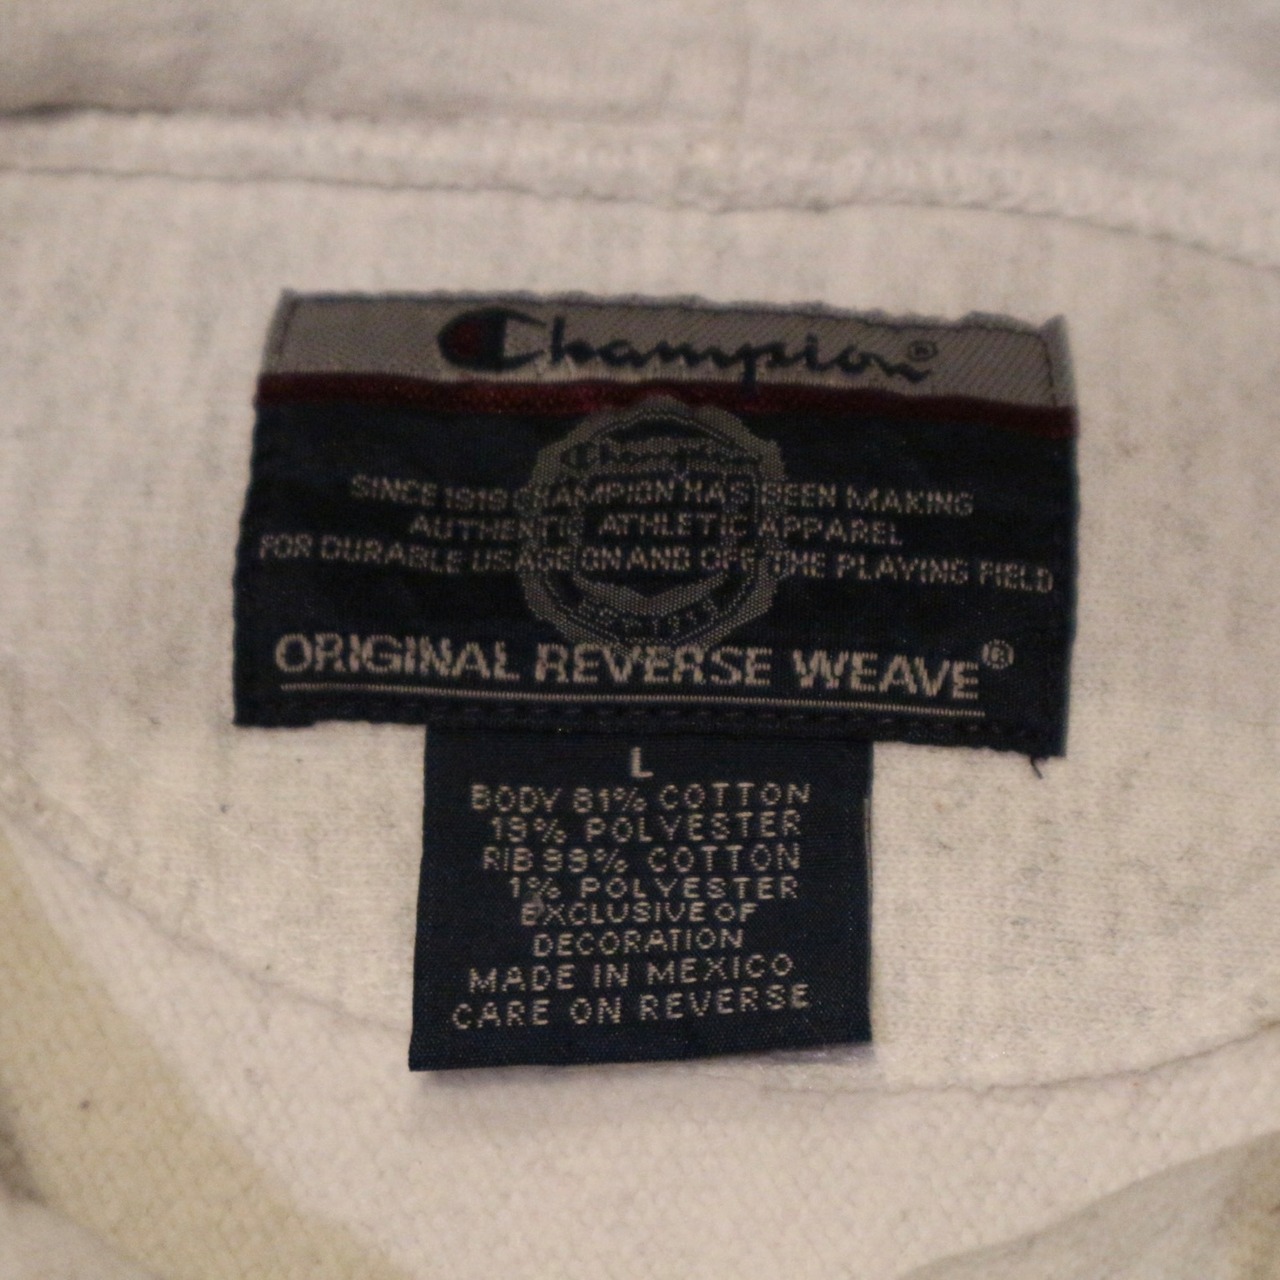 Champion®
Champion
SINCE 1919 CHAMPION HAS BEEN MAKING
AUTHENTIC ATHLETIC APPAREL
FOR DURABLE USAGE ON AND OFF THE PLAYING FIELD
ORIGINAL REVERSE WEAVE®
L
BODY 81% COTTON
19% POLYESTER
RIB 99% COTTON
1% POLYESTER
EXCLUSIVE OF
DECORATION
MADE IN MEXICO
CARE ON REVERSE